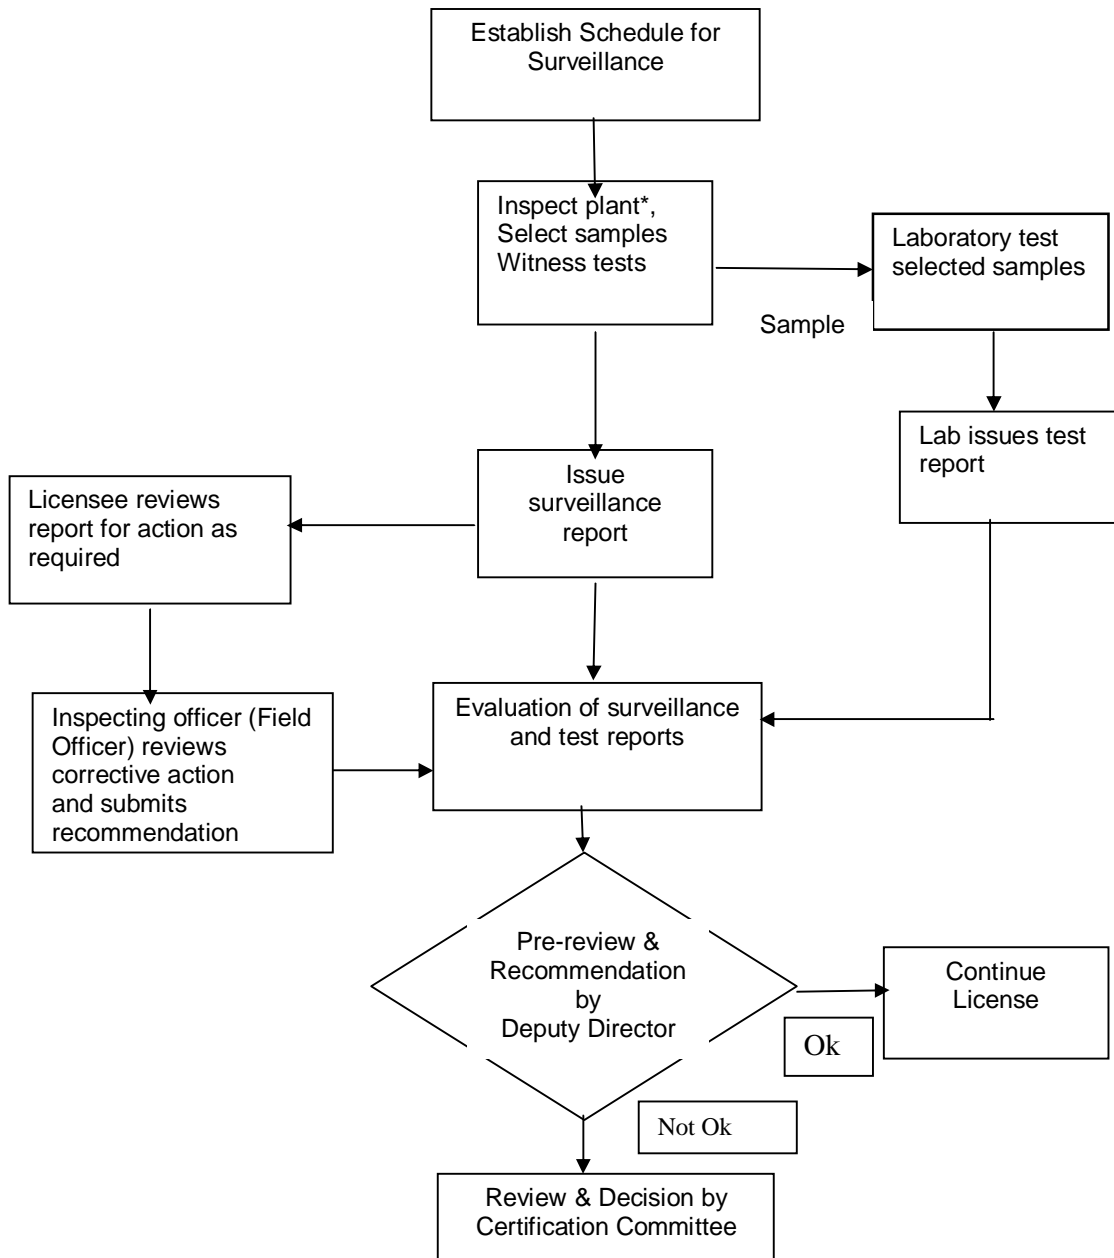 Establish Schedule for
Surveillance
Inspect plant*,
Select samples
Witness tests
Laboratory test
selected samples
Sample
Lab issues test
report
Issue
surveillance
report
Licensee reviews
report for action as
required
Inspecting officer (Field
Officer) reviews
corrective action
and submits
recommendation
Evaluation of surveillance
and test reports
Pre-review &
Recommendation
by
Deputy Director
Continue
License
Ok
Not Ok
Review & Decision by
Certification Committee